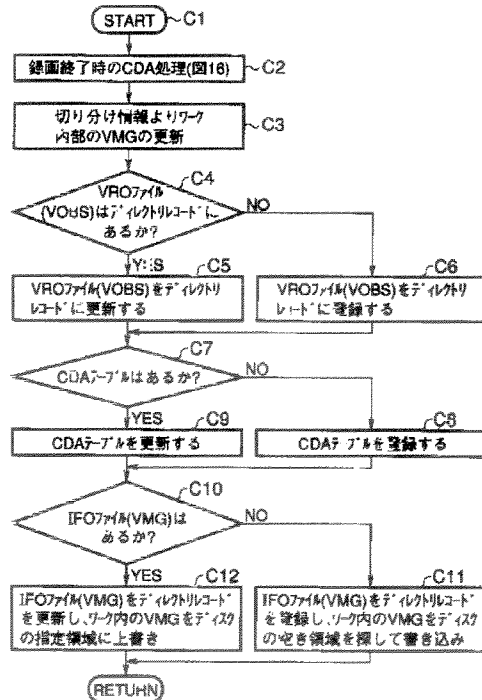 START
C1
録画終了時のCDA処理(図16)
C2
切り分け情報よりワーク
内部のVMGの更新
C3
C4
VROファイル
(VOBS)はディレクトリレコードに
あるか?
NO
YES
C5
C6
VROファイル(VOBS)をディレクトリ
レコードに更新する
VROファイル(VOBS)をディレクトリ
レコードに登録する
C7
CDAテーブルはあるか?
NO
YES
C9
C8
CDAテーブルを更新する
CDAテーブルを登録する
C10
IFOファイル(VMG)は
あるか?
NO
YES
C12
C11
IFOファイル(VMG)をディレクトリレコード
を更新し、ワーク内のVMGをディスク
の指定領域に上書き
IFOファイル(VMG)をディレクトリレコード
を登録し、ワーク内のVMGをディスク
の空き領域を探して書き込み
RETURN